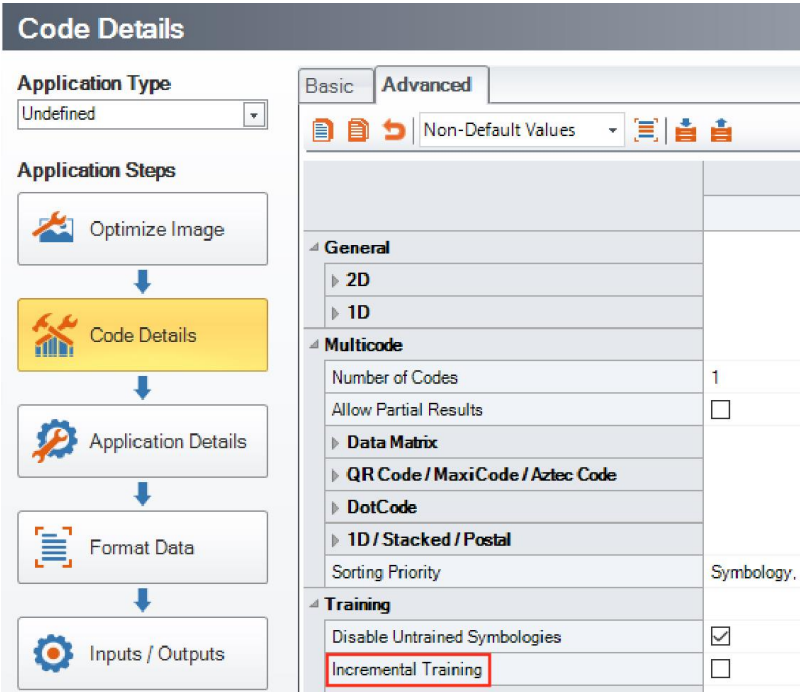 Code Details
Application Type
Undefined
Application Steps
Optimize Image
Code Details
Application Details
Format Data
Inputs / Outputs
Basic
Advanced
Non-Default Values
General
2D
1D
Multicode
Number of Codes 1
Allow Partial Results
Data Matrix
QR Code / MaxiCode / Aztec Code
DotCode
1D / Stacked / Postal
Sorting Priority Symbology,
Training
Disable Untrained Symbologies
Incremental Training